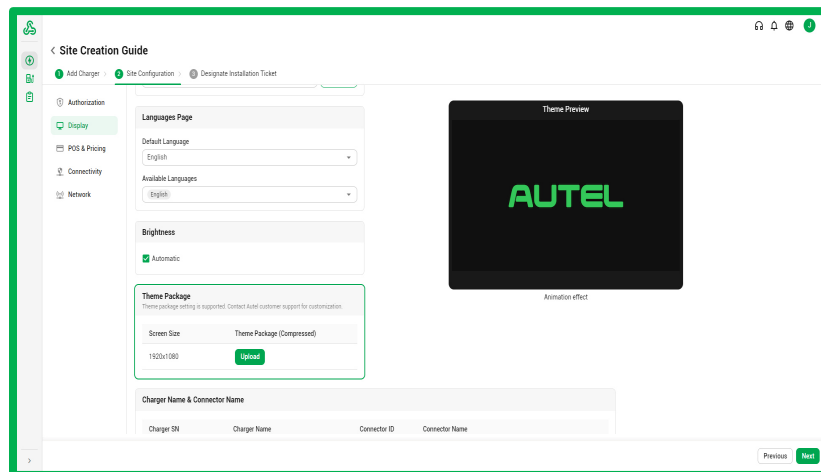 J
Site Creation Guide
1 Add Charger
2 Site Configuration
3 Designate Installation Ticket
Authorization
Display
POS & Pricing
Connectivity
Network
Languages Page
Default Language
English
Available Languages
English
Brightness
Automatic
Theme Package
Theme package setting is supported. Contact Autel customer support for customization
Screen Size Theme Package (Compressed)
1920x1080 Upload
Charger Name & Connector Name
Charger SN Charger Name Connector ID Connector Name
Theme Preview
AUTEL
Animation effect
Previous Next